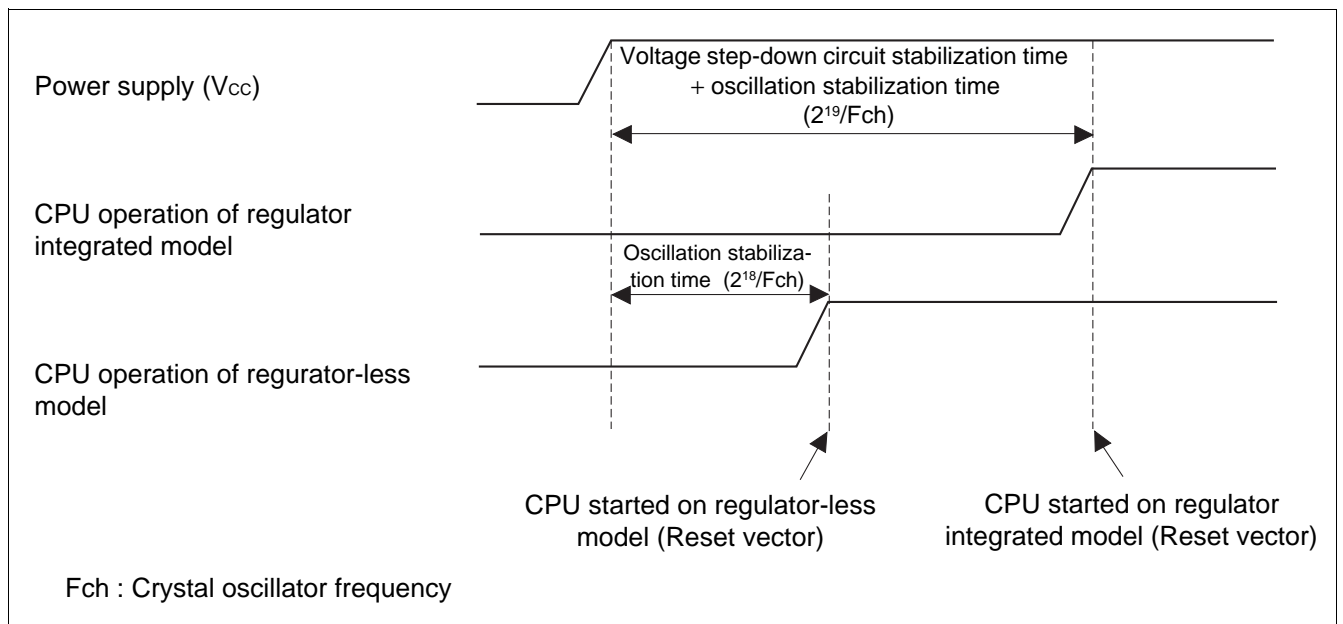 Power supply (Vcc)
Voltage step-down circuit stabilization time
+ oscillation stabilization time
(2¹⁹/Fch)
CPU operation of regulator
integrated model
Oscillation stabiliza-
tion time (2¹⁸/Fch)
CPU operation of regurator-less
model
CPU started on regulator-less
model (Reset vector)
CPU started on regulator
integrated model (Reset vector)
Fch : Crystal oscillator frequency